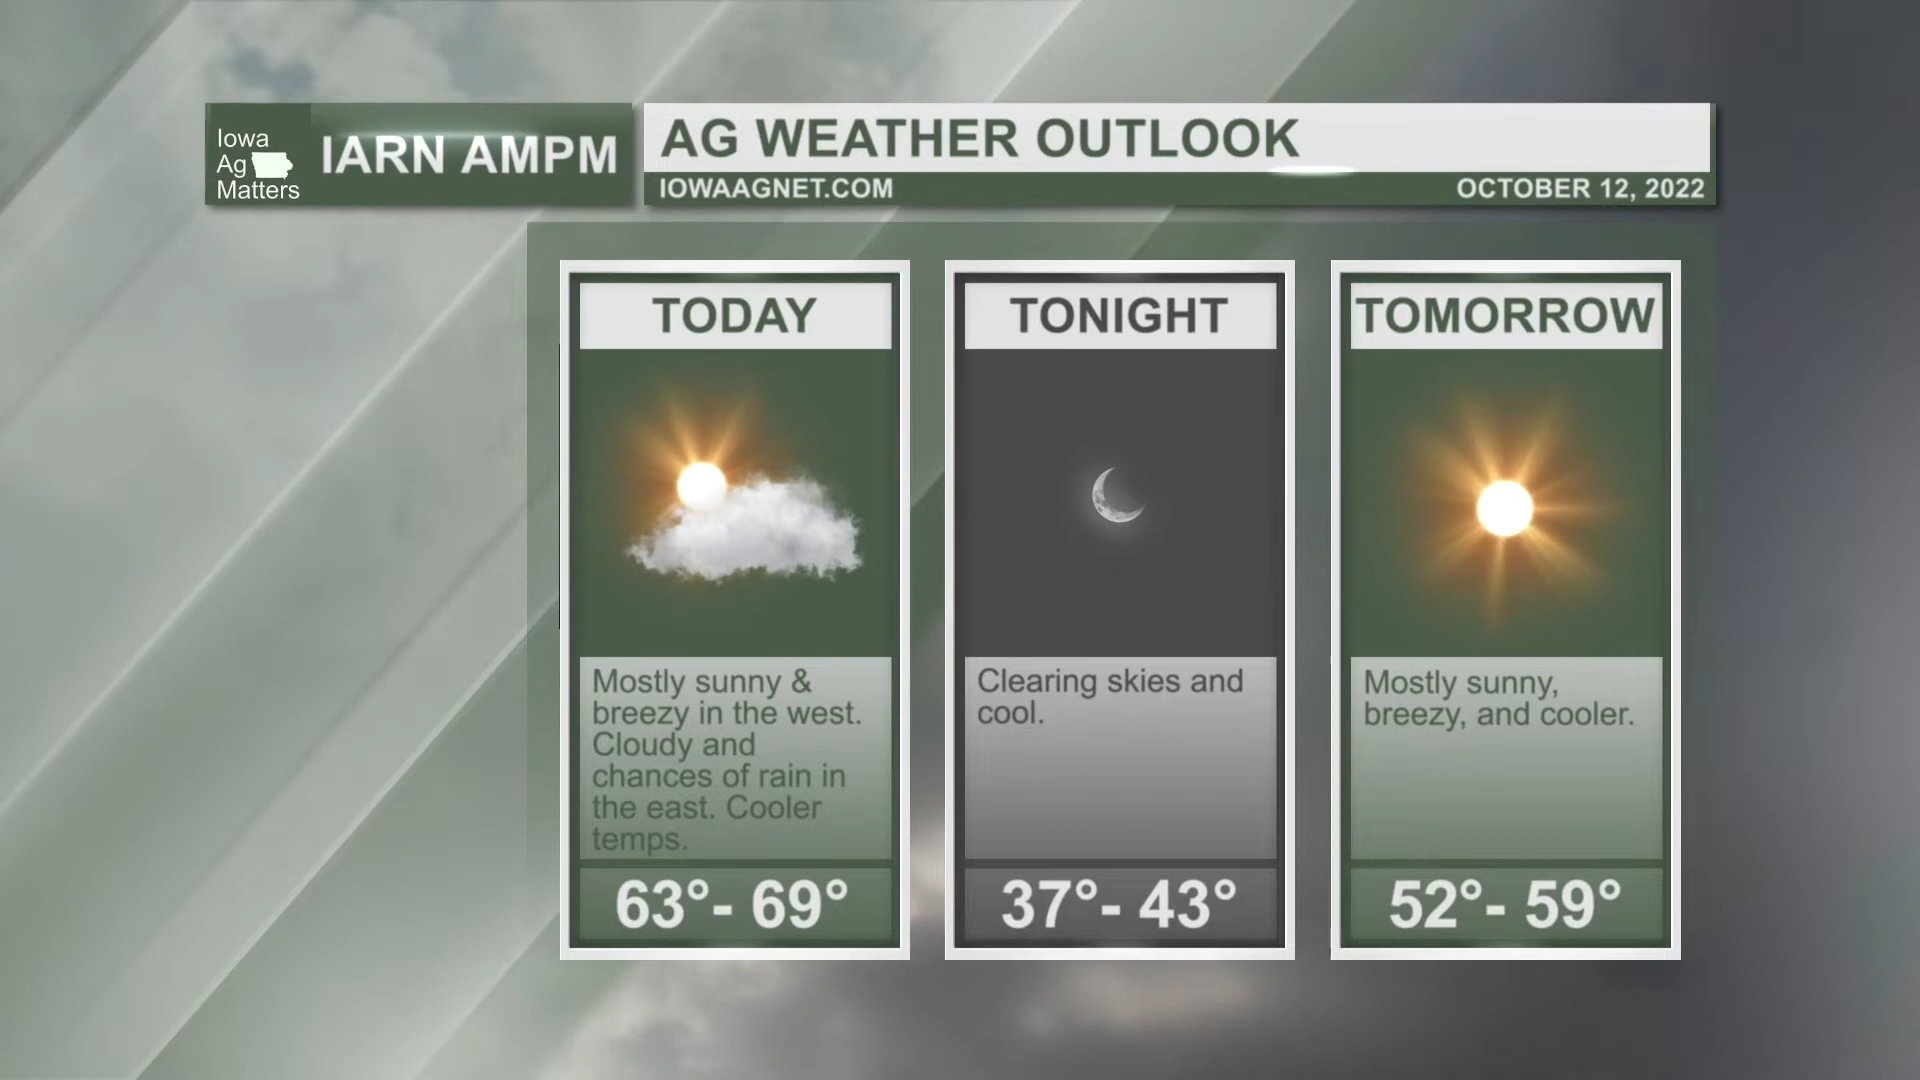 Iowa
Ag
Matters
IARN AMPM
AG WEATHER OUTLOOK
IOWAAGNET.COM
OCTOBER 12, 2022
TODAY
Mostly sunny &
breezy in the west.
Cloudy and
chances of rain in
the east. Cooler
temps.
63°- 69°
TONIGHT
Clearing skies and
cool.
37°- 43°
TOMORROW
Mostly sunny,
breezy, and cooler.
52°- 59°